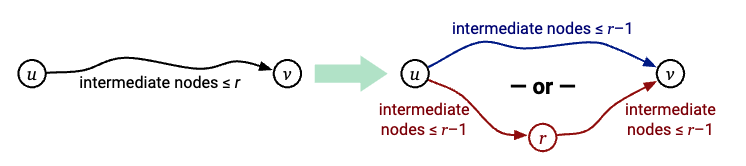 intermediate nodes ≤ r–1
u
v
intermediate nodes ≤ r
u
v
– or –
intermediate
nodes ≤ r–1
intermediate
nodes ≤ r–1
r